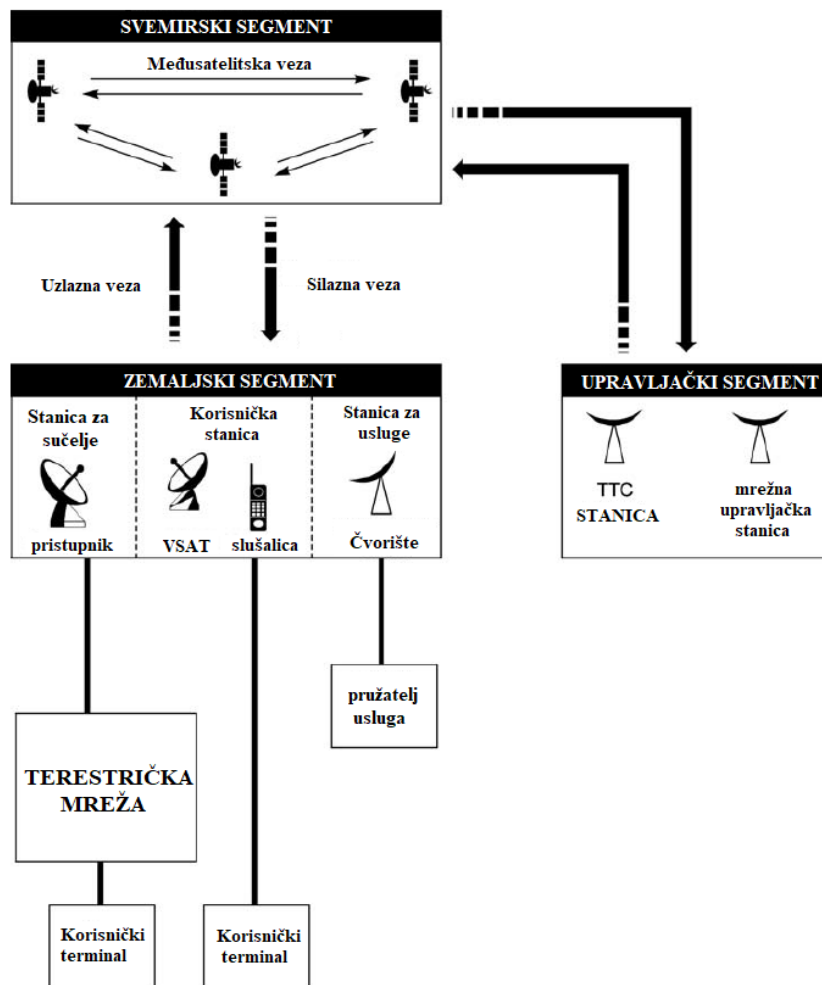 SVEMIRSKI SEGMENT
Međusatelitska veza
Uzlazna veza
Silazna veza
ZEMALJSKI SEGMENT
Stanica za
sučelje
pristupnik
Korisnička
stanica
VSAT
slušalica
Stanica za
usluge
Čvorište
UPRAVLJAČKI SEGMENT
TTC
STANICA
mrežna
upravljačka
stanica
pružatelj
usluga
TERESTRIČKA
MREŽA
Korisnički
terminal
Korisnički
terminal